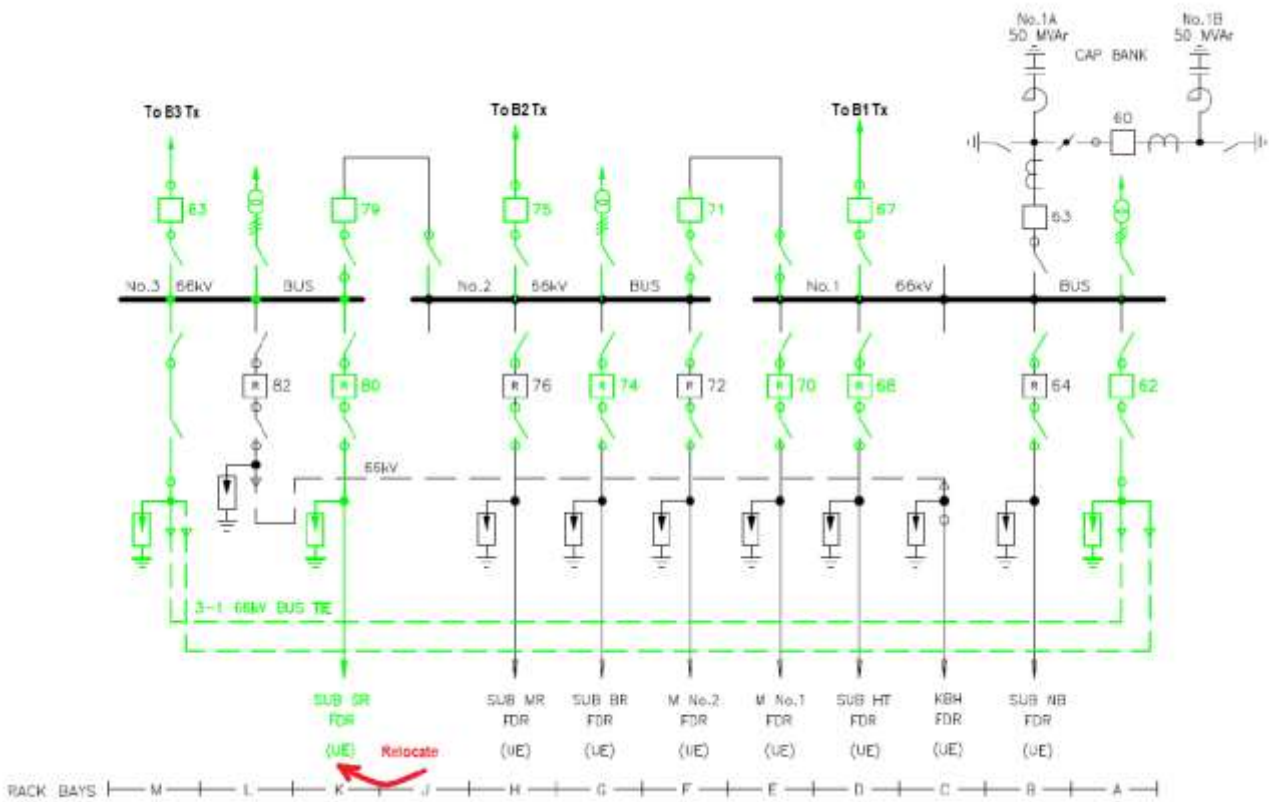 No.1A
50 MVAr
No.1B
50 MVAr
CAP BANK
To B3 Tx
To B2 Tx
To B1 Tx
60
83
79
75
71
67
63
No.3 66kV BUS
No.2 66kV BUS
No.1 66kV BUS
R 82
R 80
R 76
R 74
R 72
R 70
R 68
R 64
62
66kV
3-1 66kV BUS TIE
SUB SR
FDR
(UE)
SUB MR
FDR
(UE)
SUB BR
FDR
(UE)
M No.2
FDR
(UE)
M No.1
FDR
(UE)
SUB HT
FDR
(UE)
KBH
FDR
(UE)
SUB NB
FDR
(UE)
Relocate
RACK BAYS M L K J H G F E D C B A